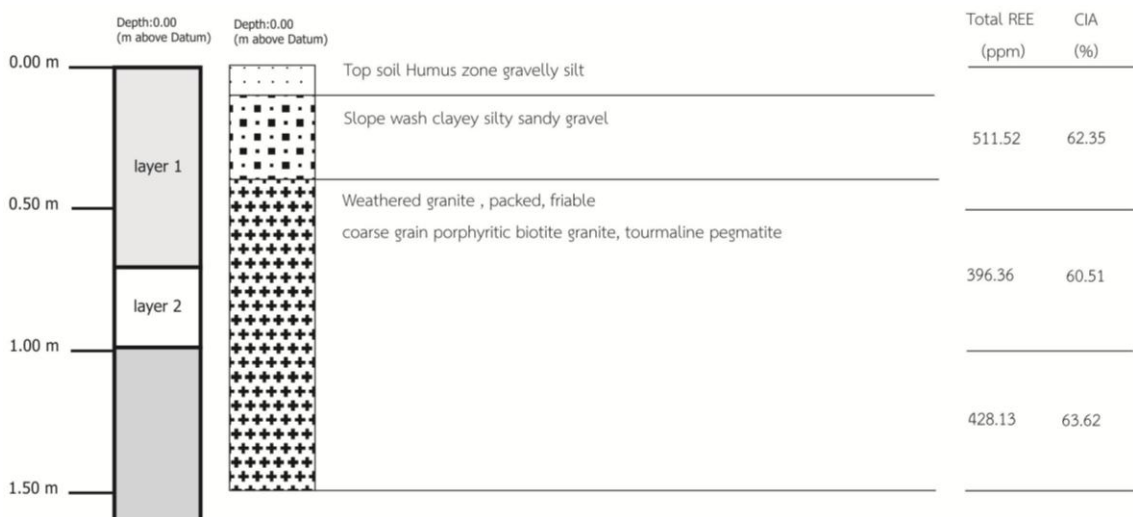 Depth:0.00
(m above Datum)
Depth:0.00
(m above Datum)
Total REE
(ppm)
CIA
(%)
0.00 m
Top soil Humus zone gravelly silt
Slope wash clayey silty sandy gravel
511.52
62.35
layer 1
0.50 m
Weathered granite , packed, friable
coarse grain porphyritic biotite granite, tourmaline pegmatite
396.36
60.51
layer 2
1.00 m
428.13
63.62
1.50 m